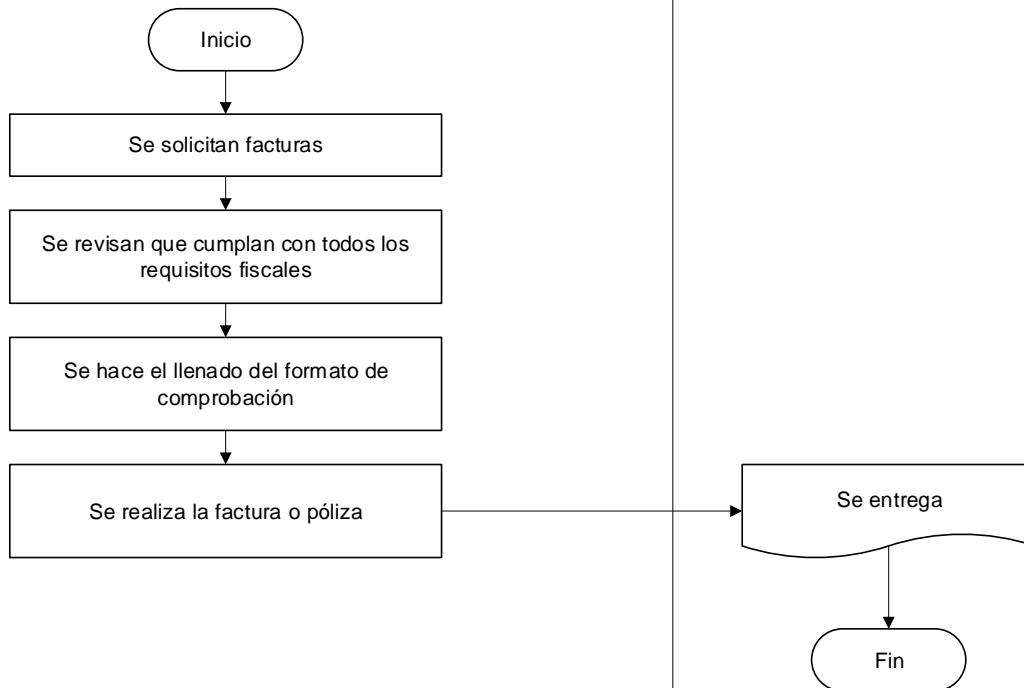 Inicio
Se solicitan facturas
Se revisan que cumplan con todos los
requisitos fiscales
Se hace el llenado del formato de
comprobación
Se realiza la factura o póliza
Se entrega
Fin